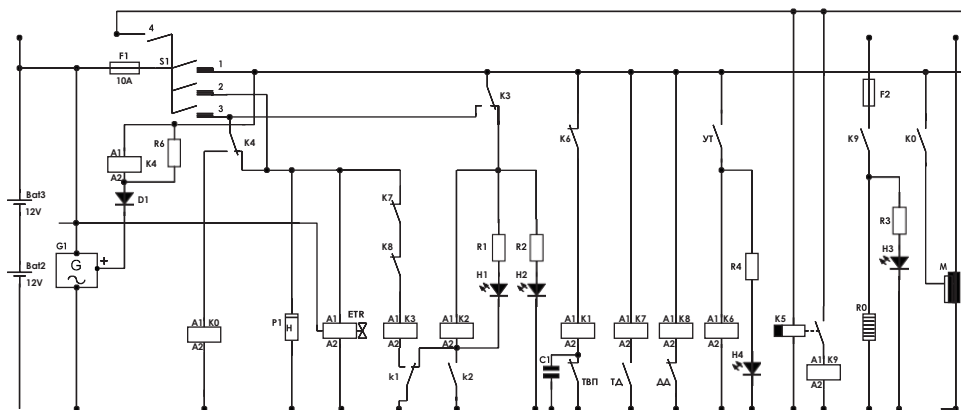 4
F1
S1
1
10A
2
K3
F2
3
R6
K4
K6
УТ
K9
K0
A1
K4
A2
Bat3
D1
12V
K7
R3
G1
K8
R1
R2
H3
G
+
R4
M
Bat2
12V
H1
H2
P1
H
A1
ETR
A2
A1
K0
A2
A1
K3
A2
A1
K2
A2
A1
K1
A2
A1
K7
A2
A1
K8
A2
A1
K6
A2
K5
R0
C1
H4
A1
K9
A2
k1
k2
ТВП
ТД
ДД